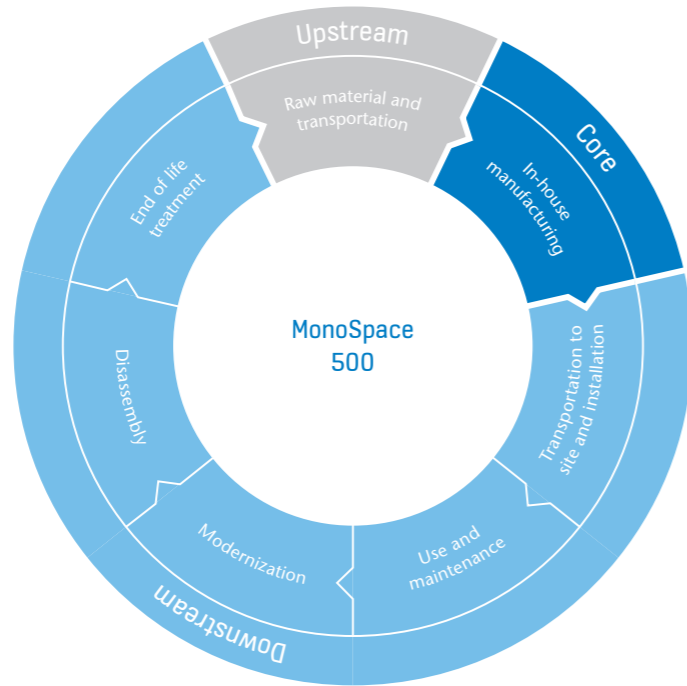 Upstream
Raw material and
transportation
Core
In-house
manufacturing
Transportation to
site and installation
Use and
maintenance
Modernization
Downstream
Disassembly
End of life
treatment
MonoSpace
500